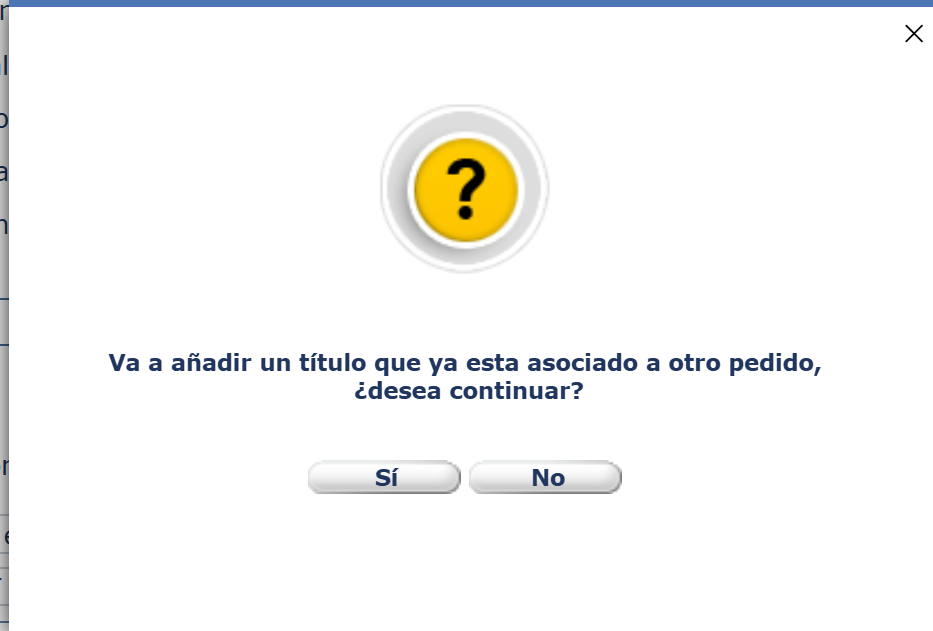 ?
Va a añadir un título que ya esta asociado a otro pedido,
¿desea continuar?
Sí
No